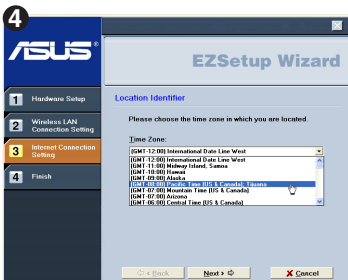 4
/ISUS®
EZSetup Wizard
1 Hardware Setup
2 Wireless LAN
Connection Setting
3 Internet Connection
Setting
4 Finish
Location Identifier
Please choose the time zone in which you are located.
Time Zone:
(GMT-12:00) International Date Line West
(GMT-12:00) International Date Line West
(GMT-11:00) Midway Island, Samoa
(GMT-10:00) Hawaii
(GMT-09:00) Alaska
(GMT-08:00) Pacific Time (US & Canada); Tijuana
(GMT-07:00) Mountain Time (US & Canada)
(GMT-07:00) Arizona
(GMT-06:00) Central Time (US & Canada)
< Back
Next >
X Cancel